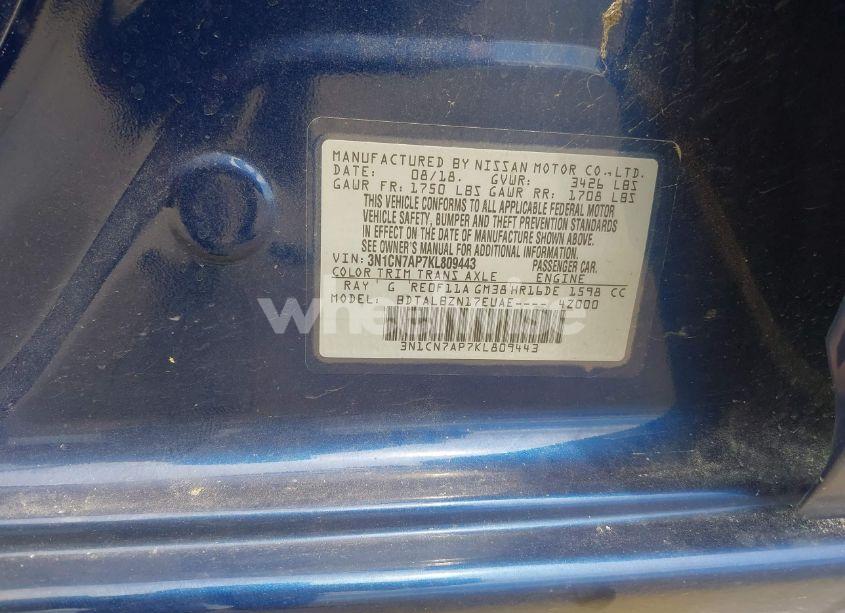 MANUFACTURED BY NISSAN MOTOR CO.,LTD.
DATE: 08/18. GVWR: 3426 LBS
GAWR FR: 1750 LBS GAWR RR: 1708 LBS
THIS VEHICLE CONFORMS TO ALL APPLICABLE FEDERAL MOTOR
VEHICLE SAFETY, BUMPER AND THEFT PREVENTION STANDARDS
IN EFFECT ON THE DATE OF MANUFACTURE SHOWN ABOVE.
SEE OWNER'S MANUAL FOR ADDITIONAL INFORMATION.
VIN: 3N1CN7AP7KL809443 PASSENGER CAR.
COLOR TRIM TRANS AXLE ENGINE
RAY G RE0F11A GM38 HR16DE 1598 CC
MODEL: BDTALBZN17EUAE---- 4Z000
3N1CN7AP7KL809443
wheelwise